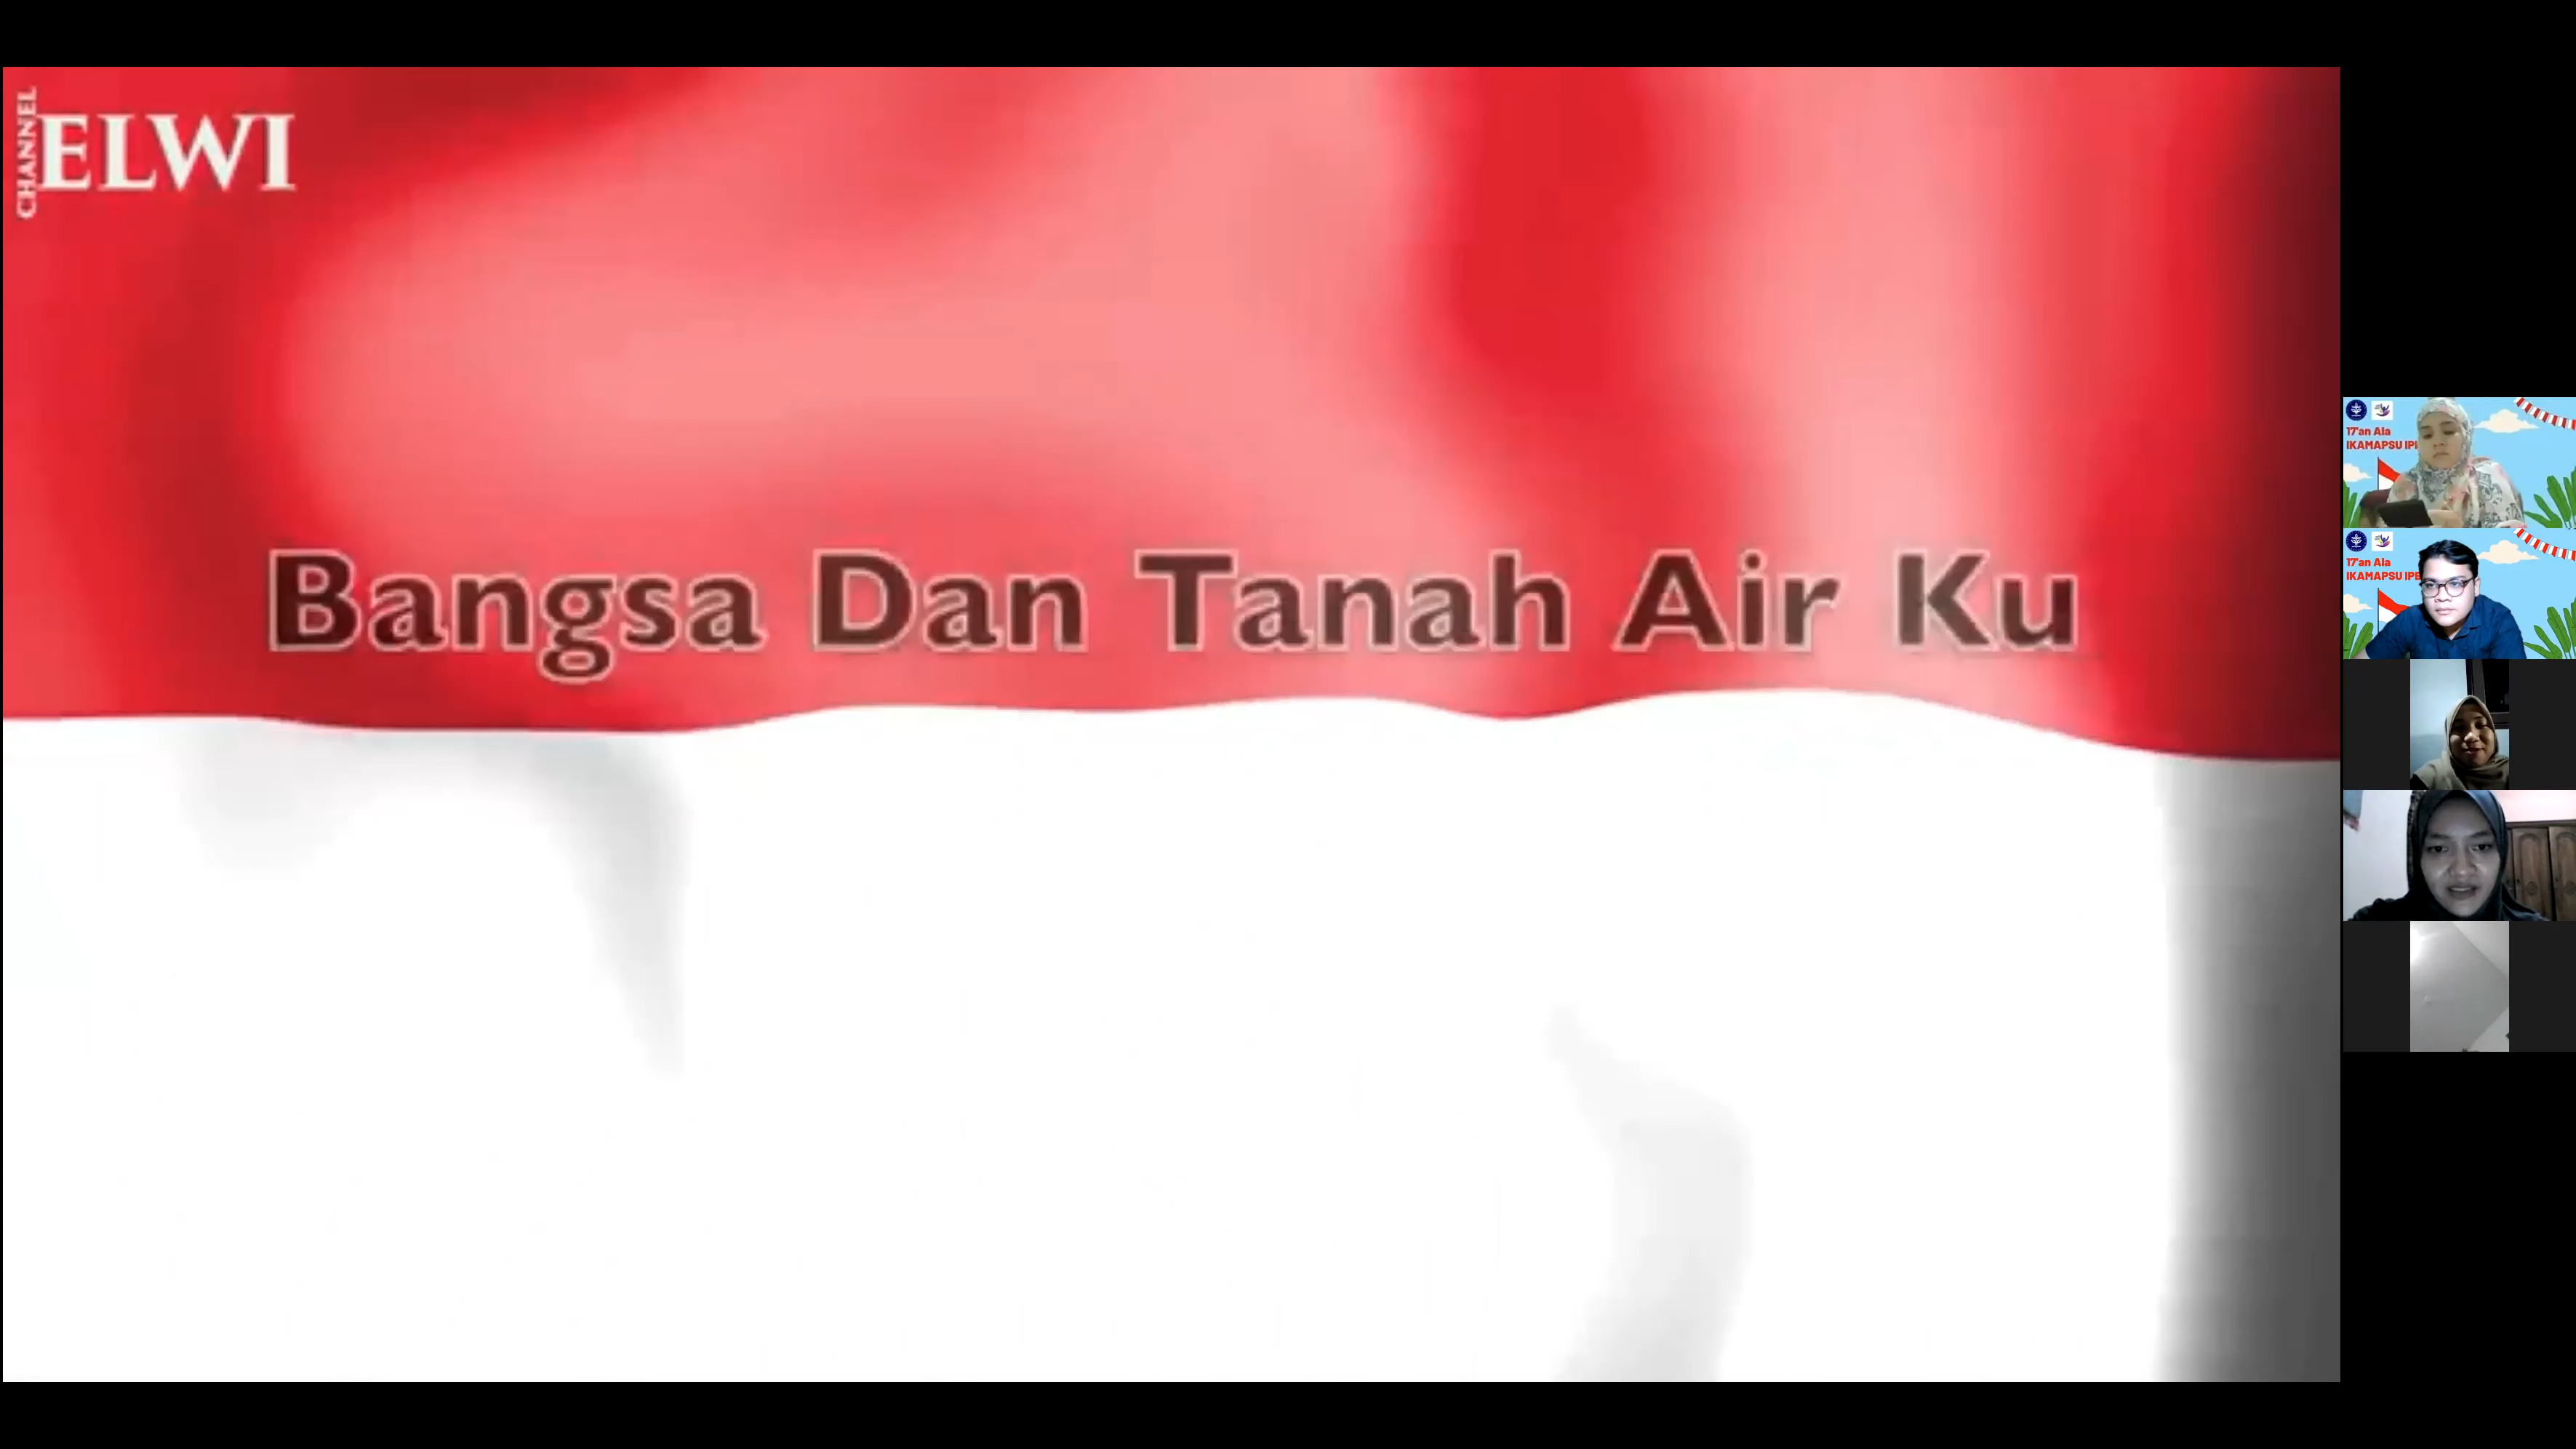 CHANNEL
ELWI
Bangsa Dan Tanah Air Ku
17'an Ala
IKAMAPSU IPB
17'an Ala
IKAMAPSU IPB